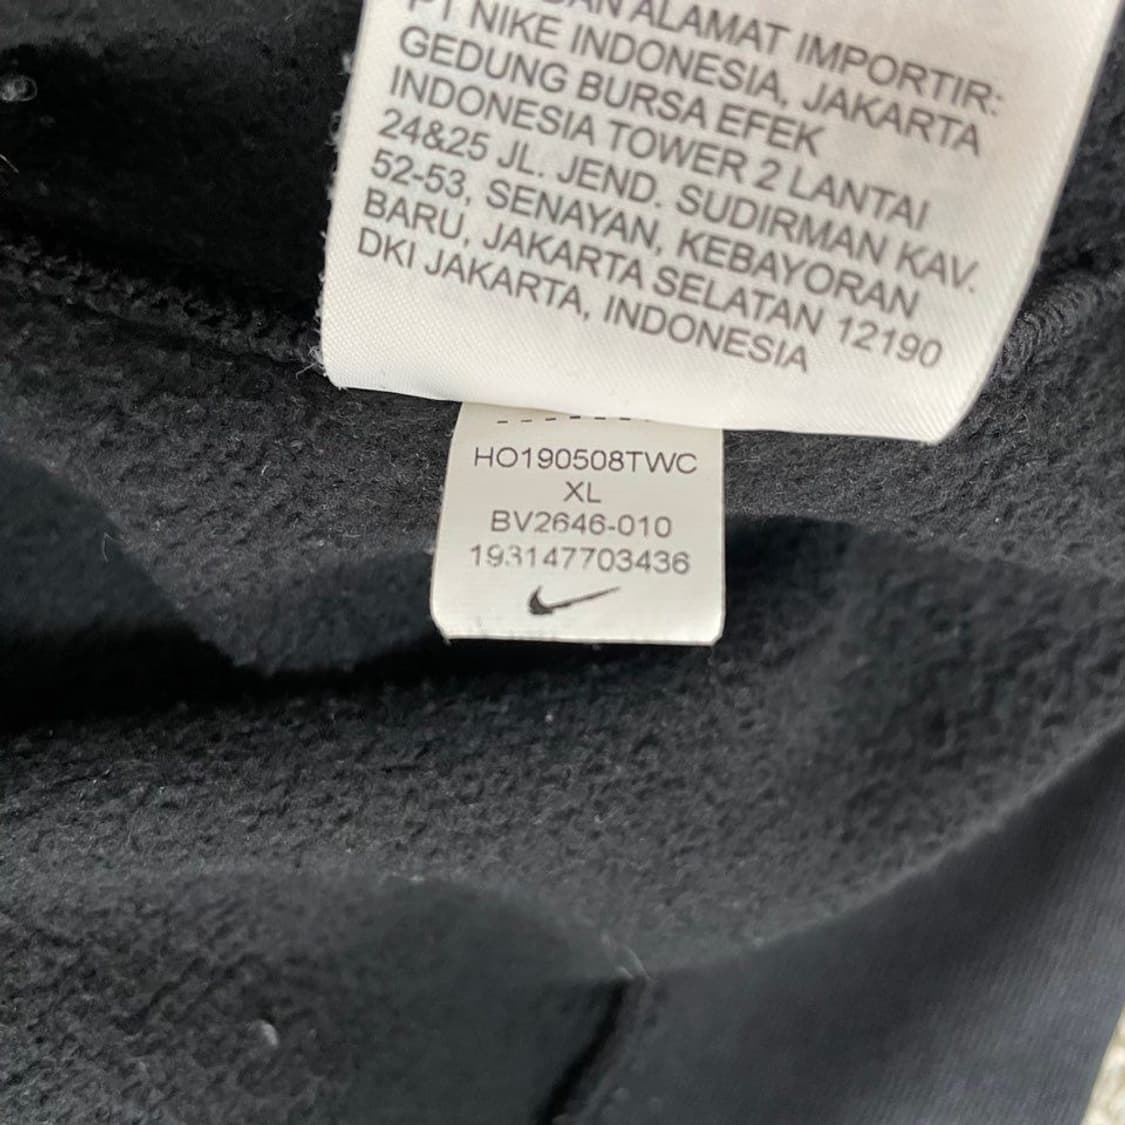 DAN ALAMAT IMPORTIR:
PT NIKE INDONESIA, JAKARTA
GEDUNG BURSA EFEK
INDONESIA TOWER 2 LANTAI
24&25 JL. JEND. SUDIRMAN KAV.
52-53, SENAYAN, KEBAYORAN
BARU, JAKARTA SELATAN 12190
DKI JAKARTA, INDONESIA
HO190508TWC
XL
BV2646-010
193147703436